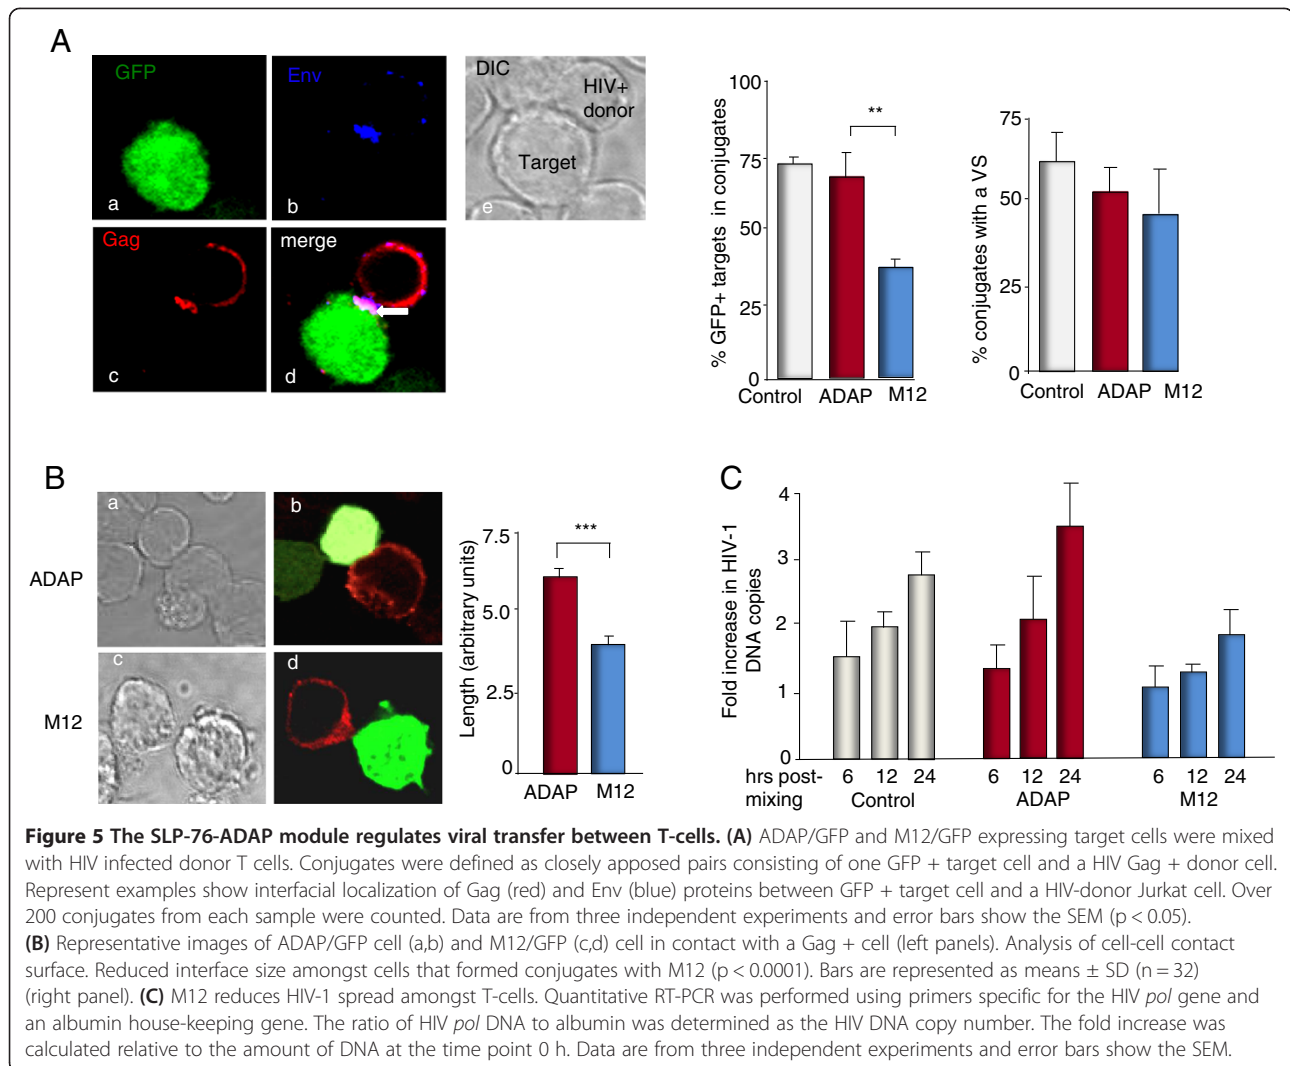 A
GFP
a
Env
b
DIC
HIV+
donor
Target
e
Gag
c
merge
d
% GFP+ targets in conjugates
100
75
50
25
0
**
Control
ADAP
M12
% conjugates with a VS
75
50
25
0
Control
ADAP
M12
B
ADAP
a
b
M12
c
d
Length (arbitrary units)
7.5
5.0
2.5
0
***
ADAP
M12
C
Fold increase in HIV-1
DNA copies
4
3
2
1
0
hrs post-
mixing
6 12 24
Control
6 12 24
ADAP
6 12 24
M12
Figure 5 The SLP-76-ADAP module regulates viral transfer between T-cells. (A) ADAP/GFP and M12/GFP expressing target cells were mixed
with HIV infected donor T cells. Conjugates were defined as closely apposed pairs consisting of one GFP + target cell and a HIV Gag + donor cell.
Represent examples show interfacial localization of Gag (red) and Env (blue) proteins between GFP + target cell and a HIV-donor Jurkat cell. Over
200 conjugates from each sample were counted. Data are from three independent experiments and error bars show the SEM (p < 0.05).
(B) Representative images of ADAP/GFP cell (a,b) and M12/GFP (c,d) cell in contact with a Gag + cell (left panels). Analysis of cell-cell contact
surface. Reduced interface size amongst cells that formed conjugates with M12 (p < 0.0001). Bars are represented as means ± SD (n = 32)
(right panel). (C) M12 reduces HIV-1 spread amongst T-cells. Quantitative RT-PCR was performed using primers specific for the HIV pol gene and
an albumin house-keeping gene. The ratio of HIV pol DNA to albumin was determined as the HIV DNA copy number. The fold increase was
calculated relative to the amount of DNA at the time point 0 h. Data are from three independent experiments and error bars show the SEM.